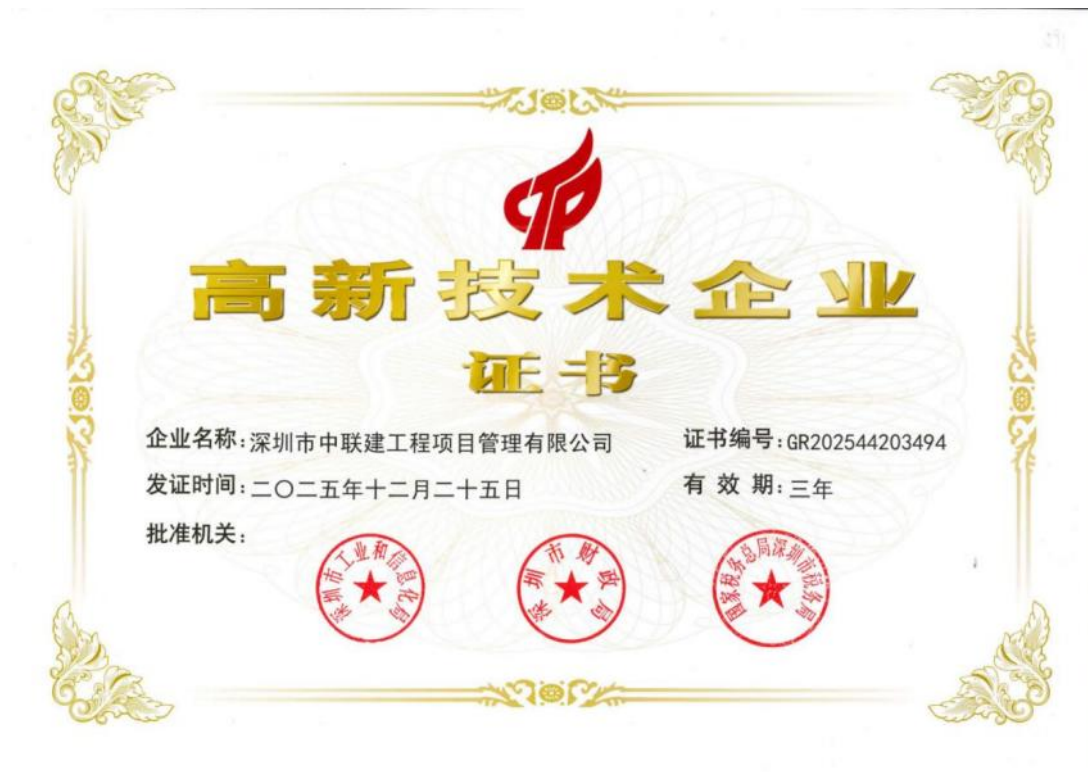 高新技术企业
证书
企业名称:深圳市中联建工程项目管理有限公司
证书编号:GR202544203494
发证时间:二〇二五年十二月二十五日
有效期:三年
批准机关:
深圳市工业和信息化局
深圳市财政局
国家税务总局深圳市税务局